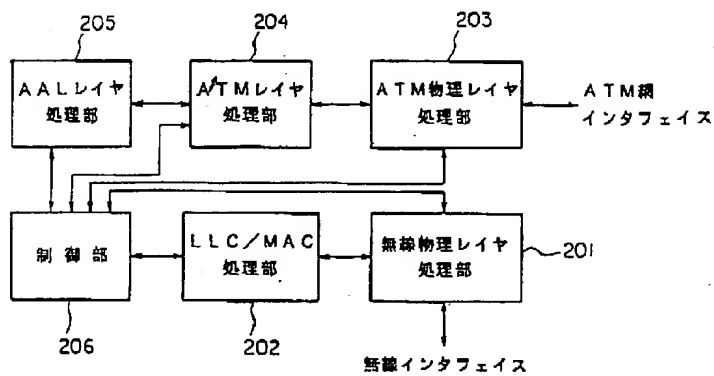 205
204
203
AALレイヤ
処理部
ATMレイヤ
処理部
ATM物理レイヤ
処理部
ATM網
インタフェイス
制御部
LLC/MAC
処理部
無線物理レイヤ
処理部
201
206
202
無線インタフェイス